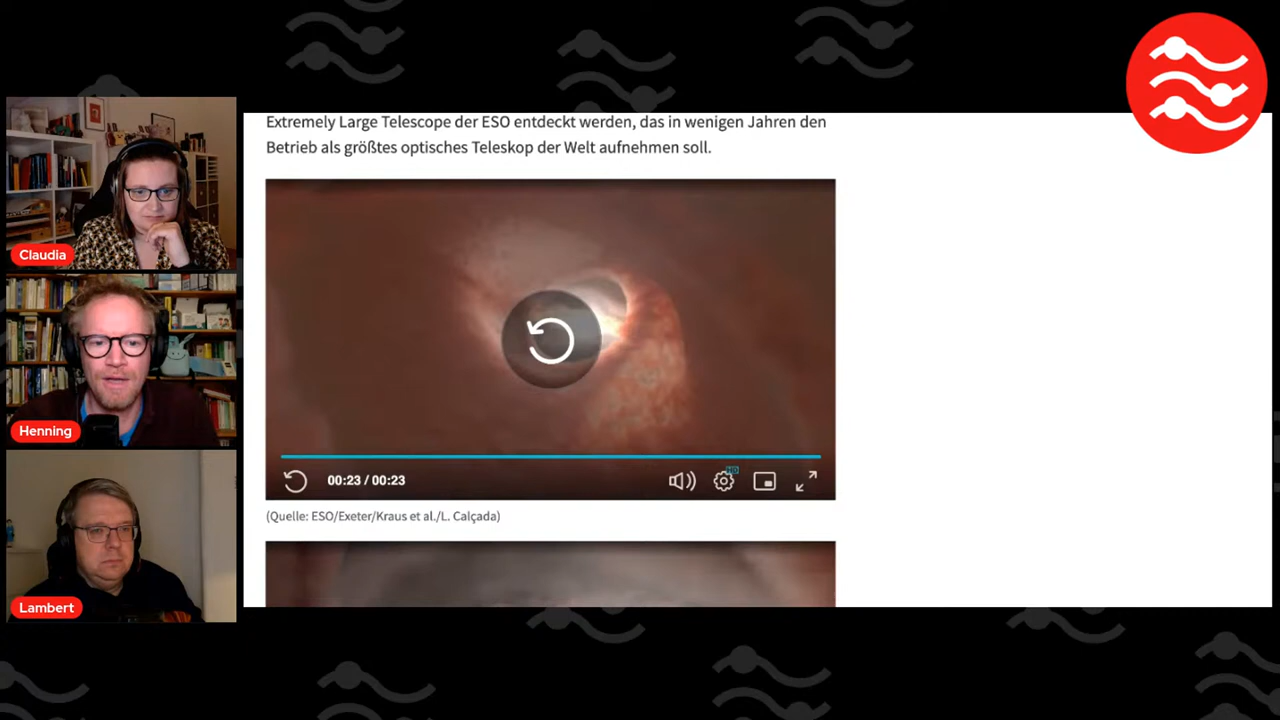 Extremely Large Telescope der ESO entdeckt werden, das in wenigen Jahren den
Betrieb als größtes optisches Teleskop der Welt aufnehmen soll.
Claudia
Henning
Lambert
HD
00:23 / 00:23
(Quelle: ESO/Exeter/Kraus et al./L. Calçada)